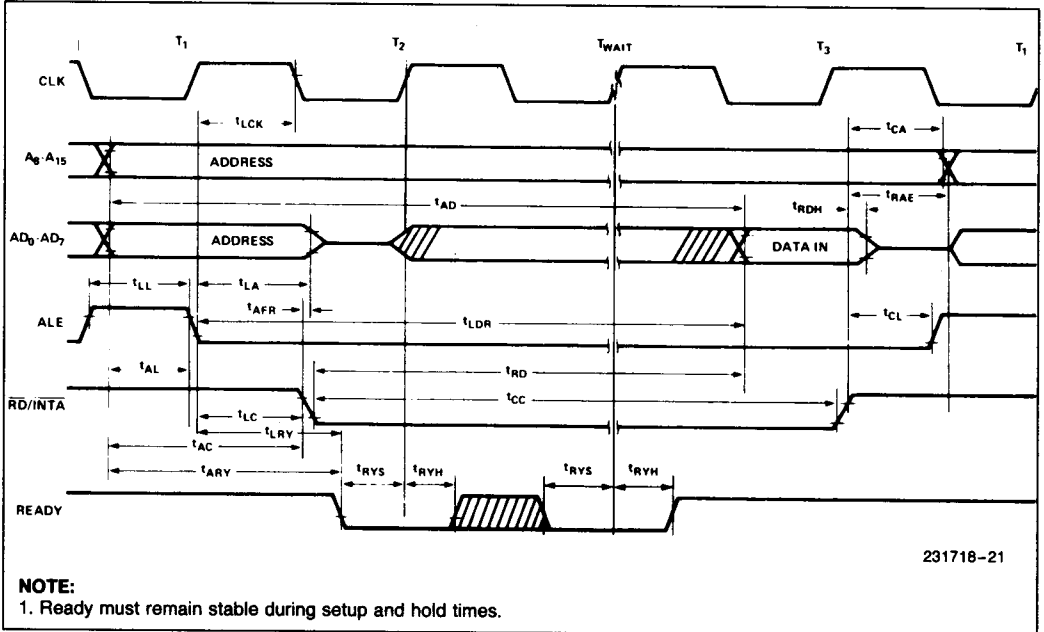 T1 T2 TWAIT T3 T1
CLK
tLCK tCA
A8-A15 ADDRESS
tAD tRDH tRAE
AD0-AD7 ADDRESS DATA IN
tLL tLA
tAFR tLDR tCL
ALE
tAL tRD
tCC
RD/INTA
tLC
tLRY
tAC
tARY tRYS tRYH tRYS tRYH
READY
231718-21
NOTE:
1. Ready must remain stable during setup and hold times.